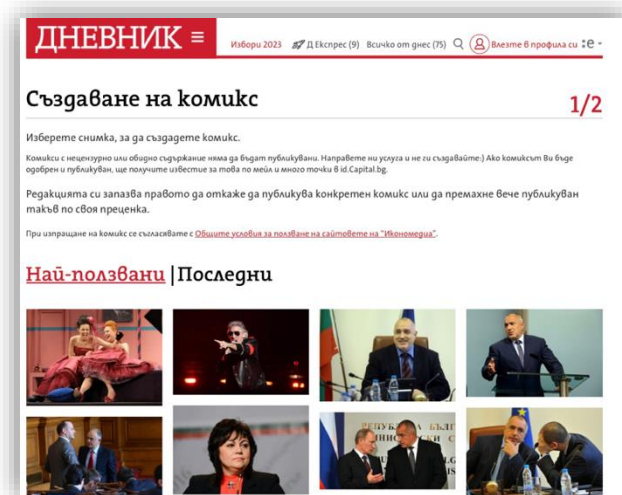 ДНЕВНИК
Избори 2023 Д Експрес (9) Всичко от днес (75) Влезте в профила си :e
Създаване на комикс 1/2
Изберете снимка, за да създадете комикс.
Комикси с нецензурно или обидно съдържание няма да бъдат публикувани. Направете ни услуга и не ги създавайте:) Ако комиксът Ви бъде
одобрен и публикуван, ще получите известие за това по мейл и много точки в id.Capital.bg.
Редакцията си запазва правото да откаже да публикува конкретен комикс или да премахне вече публикуван
такъв по своя преценка.
При изпращане на комикс се съгласявате с Общите условия за ползване на сайтовете на "Икономедиа".
Най-ползвани | Последни